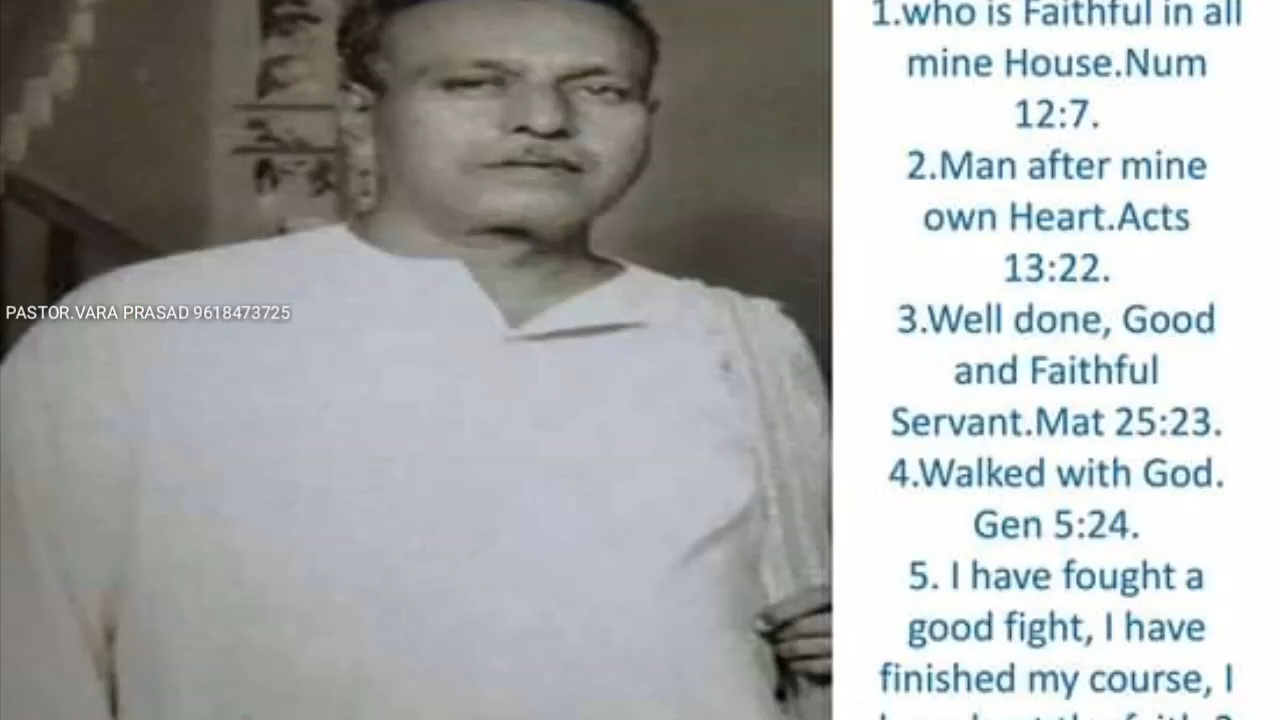 PASTOR.VARA PRASAD 9618473725
1.who is Faithful in all
mine House.Num
12:7.
2.Man after mine
own Heart.Acts
13:22.
3.Well done, Good
and Faithful
Servant.Mat 25:23.
4.Walked with God.
Gen 5:24.
5. I have fought a
good fight, I have
finished my course, I